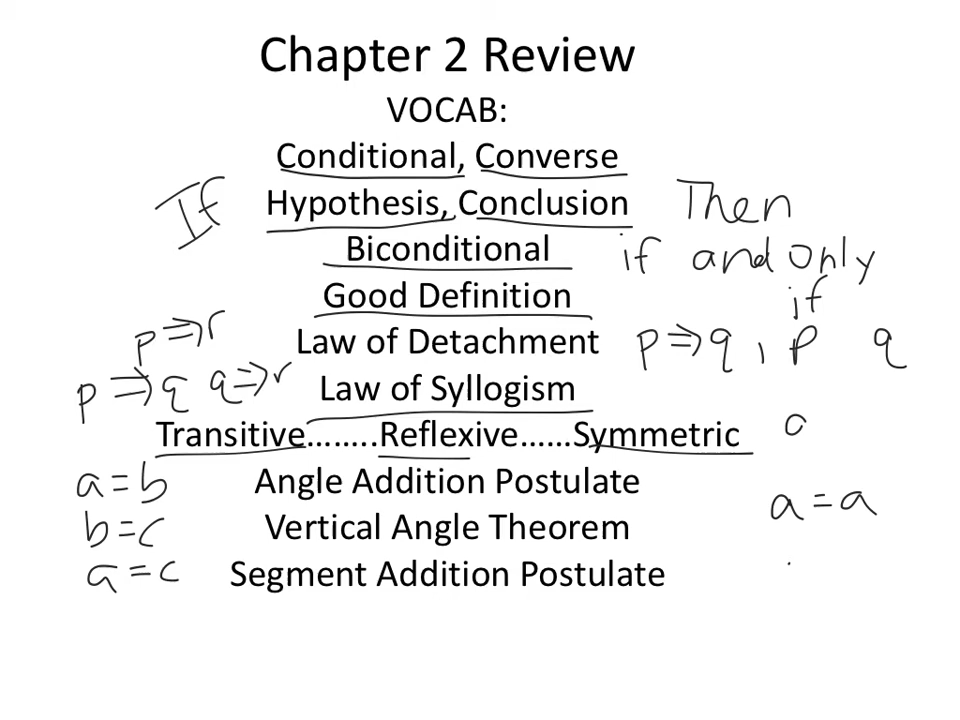 Chapter 2 Review
VOCAB:
Conditional, Converse
If Hypothesis, Conclusion Then
Biconditional if and only
Good Definition if
p⇒r Law of Detachment p⇒q, p q
p⇒q q⇒r Law of Syllogism
Transitive……..Reflexive……Symmetric a
a=b Angle Addition Postulate a=a
b=c Vertical Angle Theorem
a=c Segment Addition Postulate